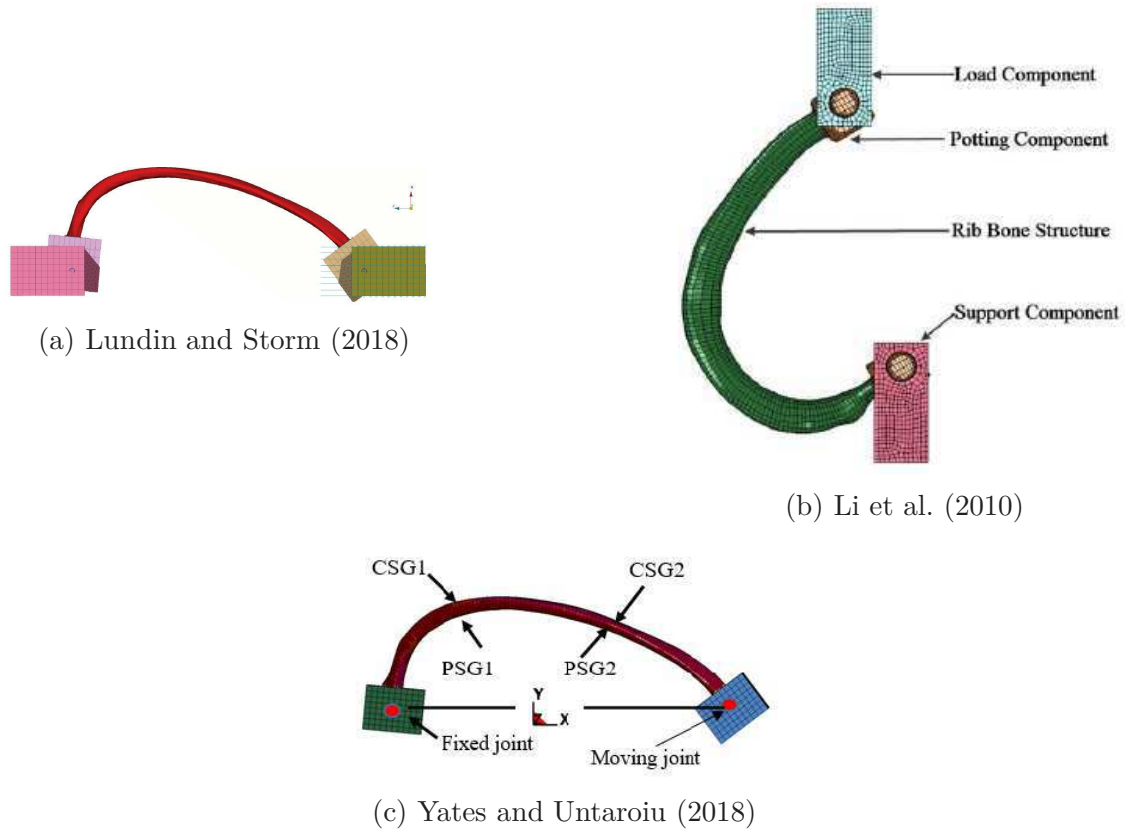 Load Component
Potting Component
Rib Bone Structure
Support Component
(a) Lundin and Storm (2018)
(b) Li et al. (2010)
CSG1
CSG2
PSG1
PSG2
Y
X
Fixed joint
Moving joint
(c) Yates and Untaroiu (2018)